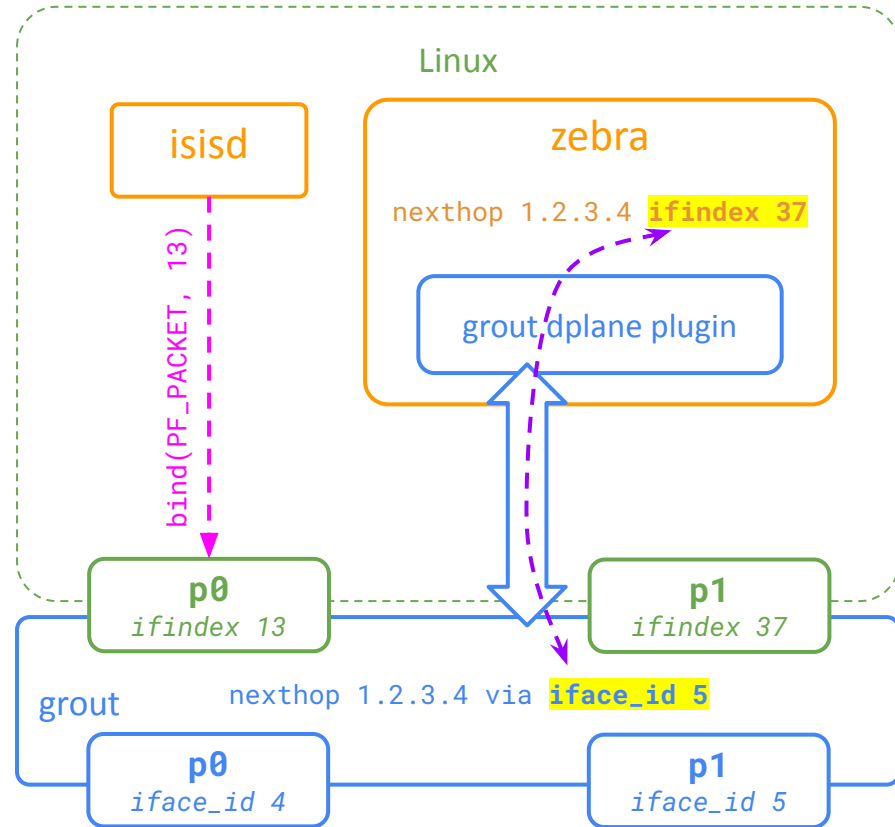 Linux
isisd
zebra
nexthop 1.2.3.4 ifindex 37
bind(PF_PACKET, 13)
grout dplane plugin
p0
ifindex 13
p1
ifindex 37
grout
nexthop 1.2.3.4 via iface_id 5
p0
iface_id 4
p1
iface_id 5